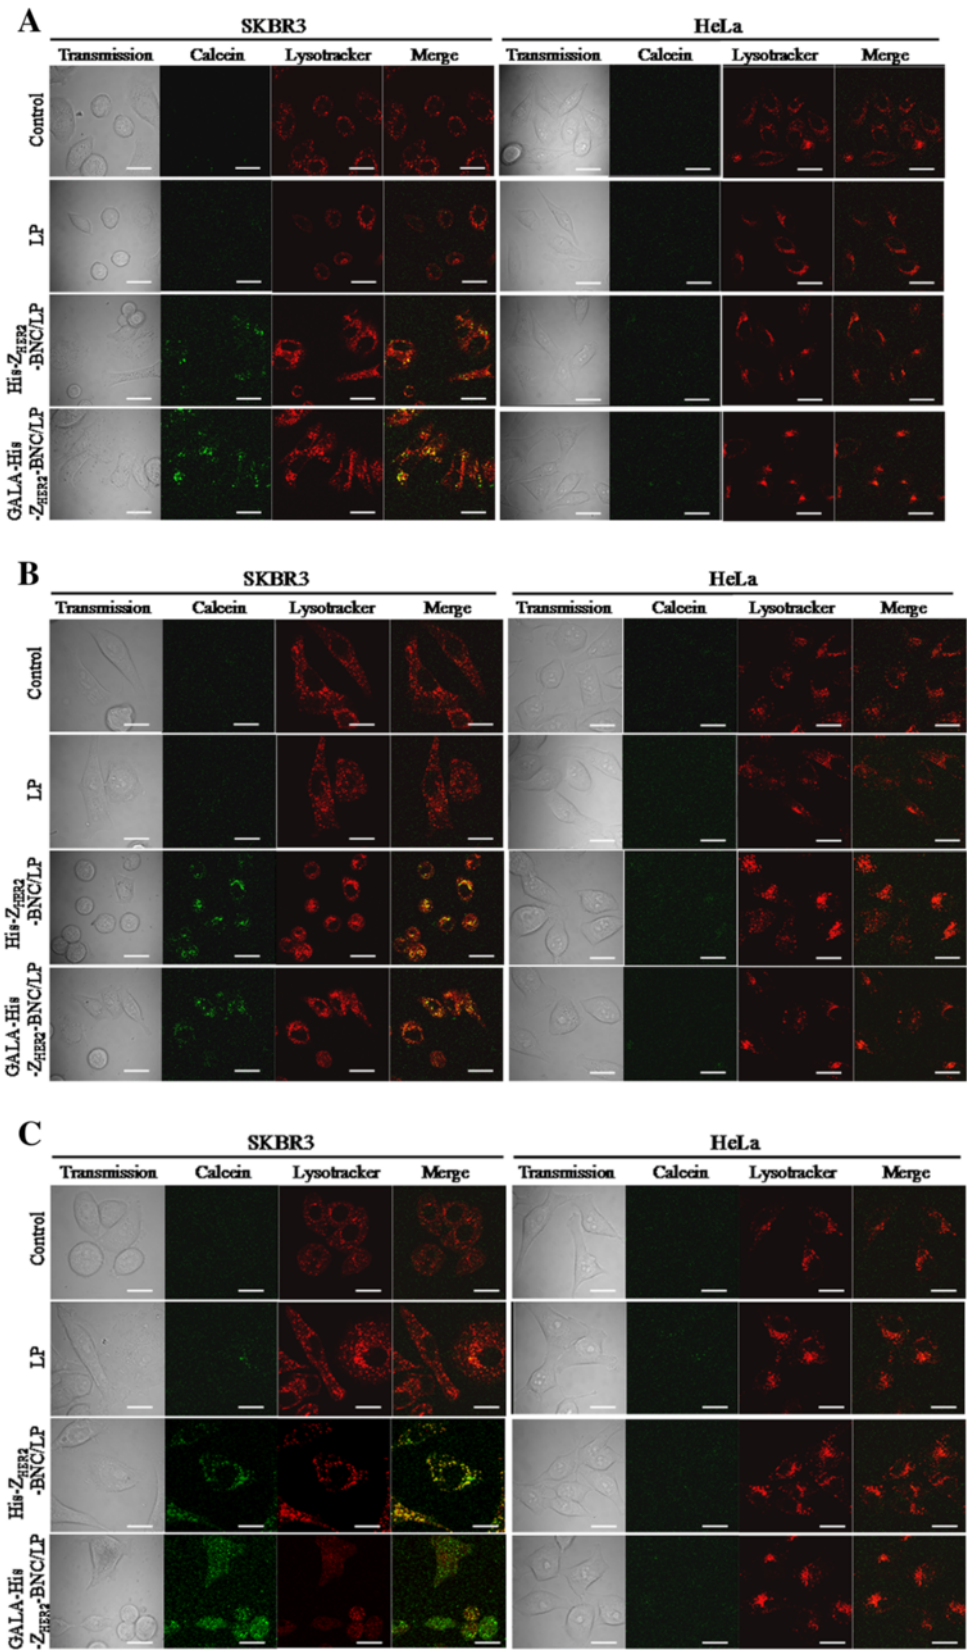 A
SKBR3 HeLa
Transmission Calcein Lysotracker Merge Transmission Calcein Lysotracker Merge
Control
LP
His-ZHER2
-BNC/LP
GALA-His
-ZHER2-BNC/LP
B
SKBR3 HeLa
Transmission Calcein Lysotracker Merge Transmission Calcein Lysotracker Merge
Control
LP
His-ZHER2
-BNC/LP
GALA-His
-ZHER2-BNC/LP
C
SKBR3 HeLa
Transmission Calcein Lysotracker Merge Transmission Calcein Lysotracker Merge
Control
LP
His-ZHER2
-BNC/LP
GALA-His
-ZHER2-BNC/LP